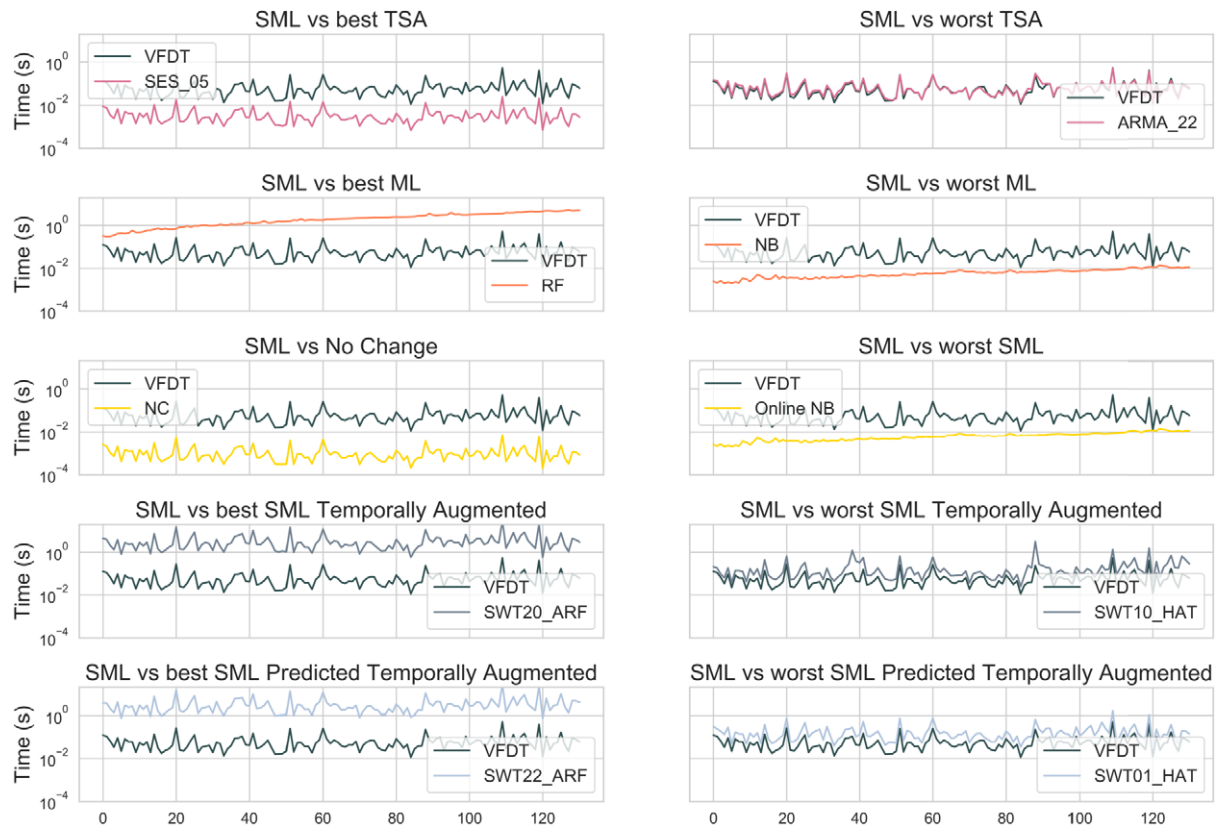 SML vs best TSA
SML vs worst TSA
Time (s)
10^0
10^-2
10^-4
VFDT
SES_05
VFDT
ARMA_22
SML vs best ML
SML vs worst ML
Time (s)
10^0
10^-2
10^-4
VFDT
RF
VFDT
NB
SML vs No Change
SML vs worst SML
Time (s)
10^0
10^-2
10^-4
VFDT
NC
VFDT
Online NB
SML vs best SML Temporally Augmented
SML vs worst SML Temporally Augmented
Time (s)
10^0
10^-2
10^-4
VFDT
SWT20_ARF
VFDT
SWT10_HAT
SML vs best SML Predicted Temporally Augmented
SML vs worst SML Predicted Temporally Augmented
Time (s)
10^0
10^-2
10^-4
VFDT
SWT22_ARF
VFDT
SWT01_HAT
0 20 40 60 80 100 120
0 20 40 60 80 100 120